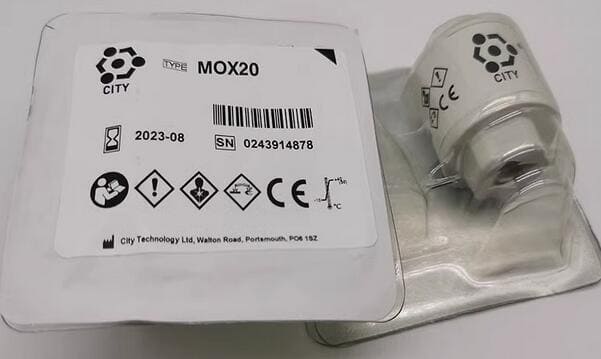 CITY
TYPE MOX20
2023-08
SN 0243914878
CE
City Technology Ltd, Walton Road, Portsmouth, PO6 1SZ
CITY
CE